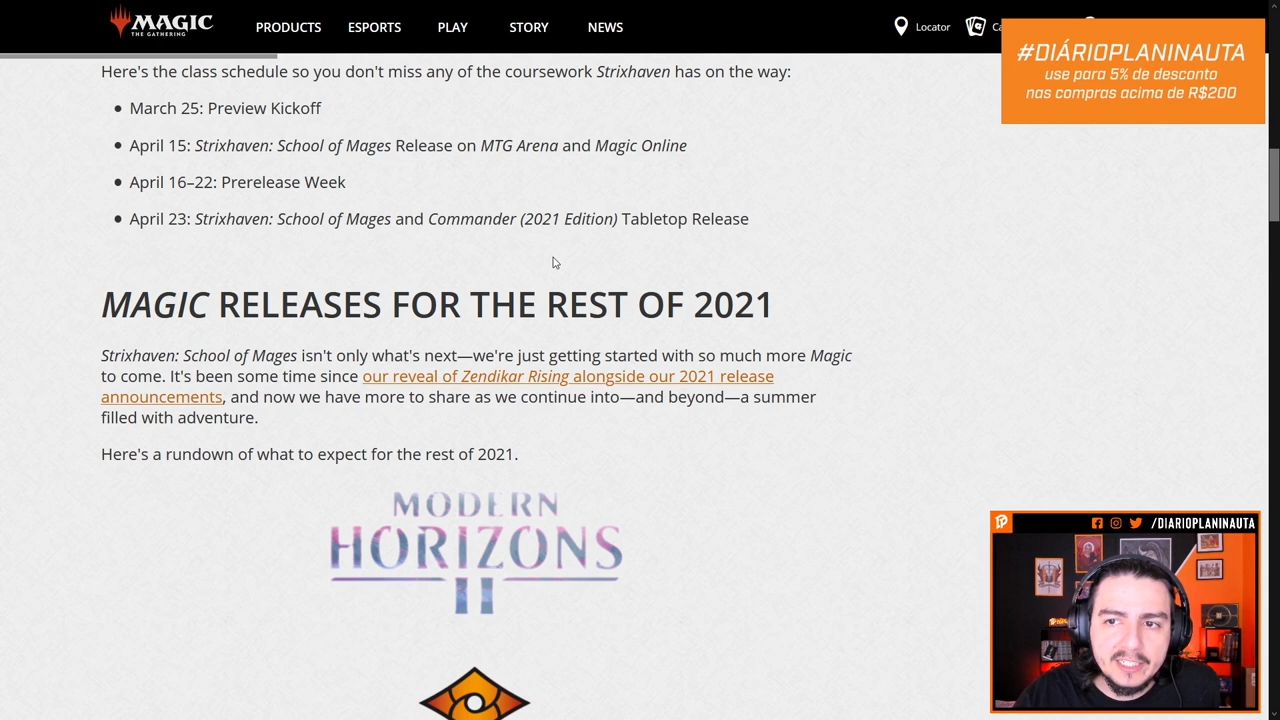 MAGIC
THE GATHERING
PRODUCTS ESPORTS PLAY STORY NEWS
Locator
#DIÁRIOPLANINAUTA
use para 5% de desconto
nas compras acima de R$200
Here's the class schedule so you don't miss any of the coursework Strixhaven has on the way:
March 25: Preview Kickoff
April 15: Strixhaven: School of Mages Release on MTG Arena and Magic Online
April 16–22: Prerelease Week
April 23: Strixhaven: School of Mages and Commander (2021 Edition) Tabletop Release
MAGIC RELEASES FOR THE REST OF 2021
Strixhaven: School of Mages isn't only what's next—we're just getting started with so much more Magic
to come. It's been some time since our reveal of Zendikar Rising alongside our 2021 release
announcements, and now we have more to share as we continue into—and beyond—a summer
filled with adventure.
Here's a rundown of what to expect for the rest of 2021.
MODERN
HORIZONS
II
/DIARIOPLANINAUTA